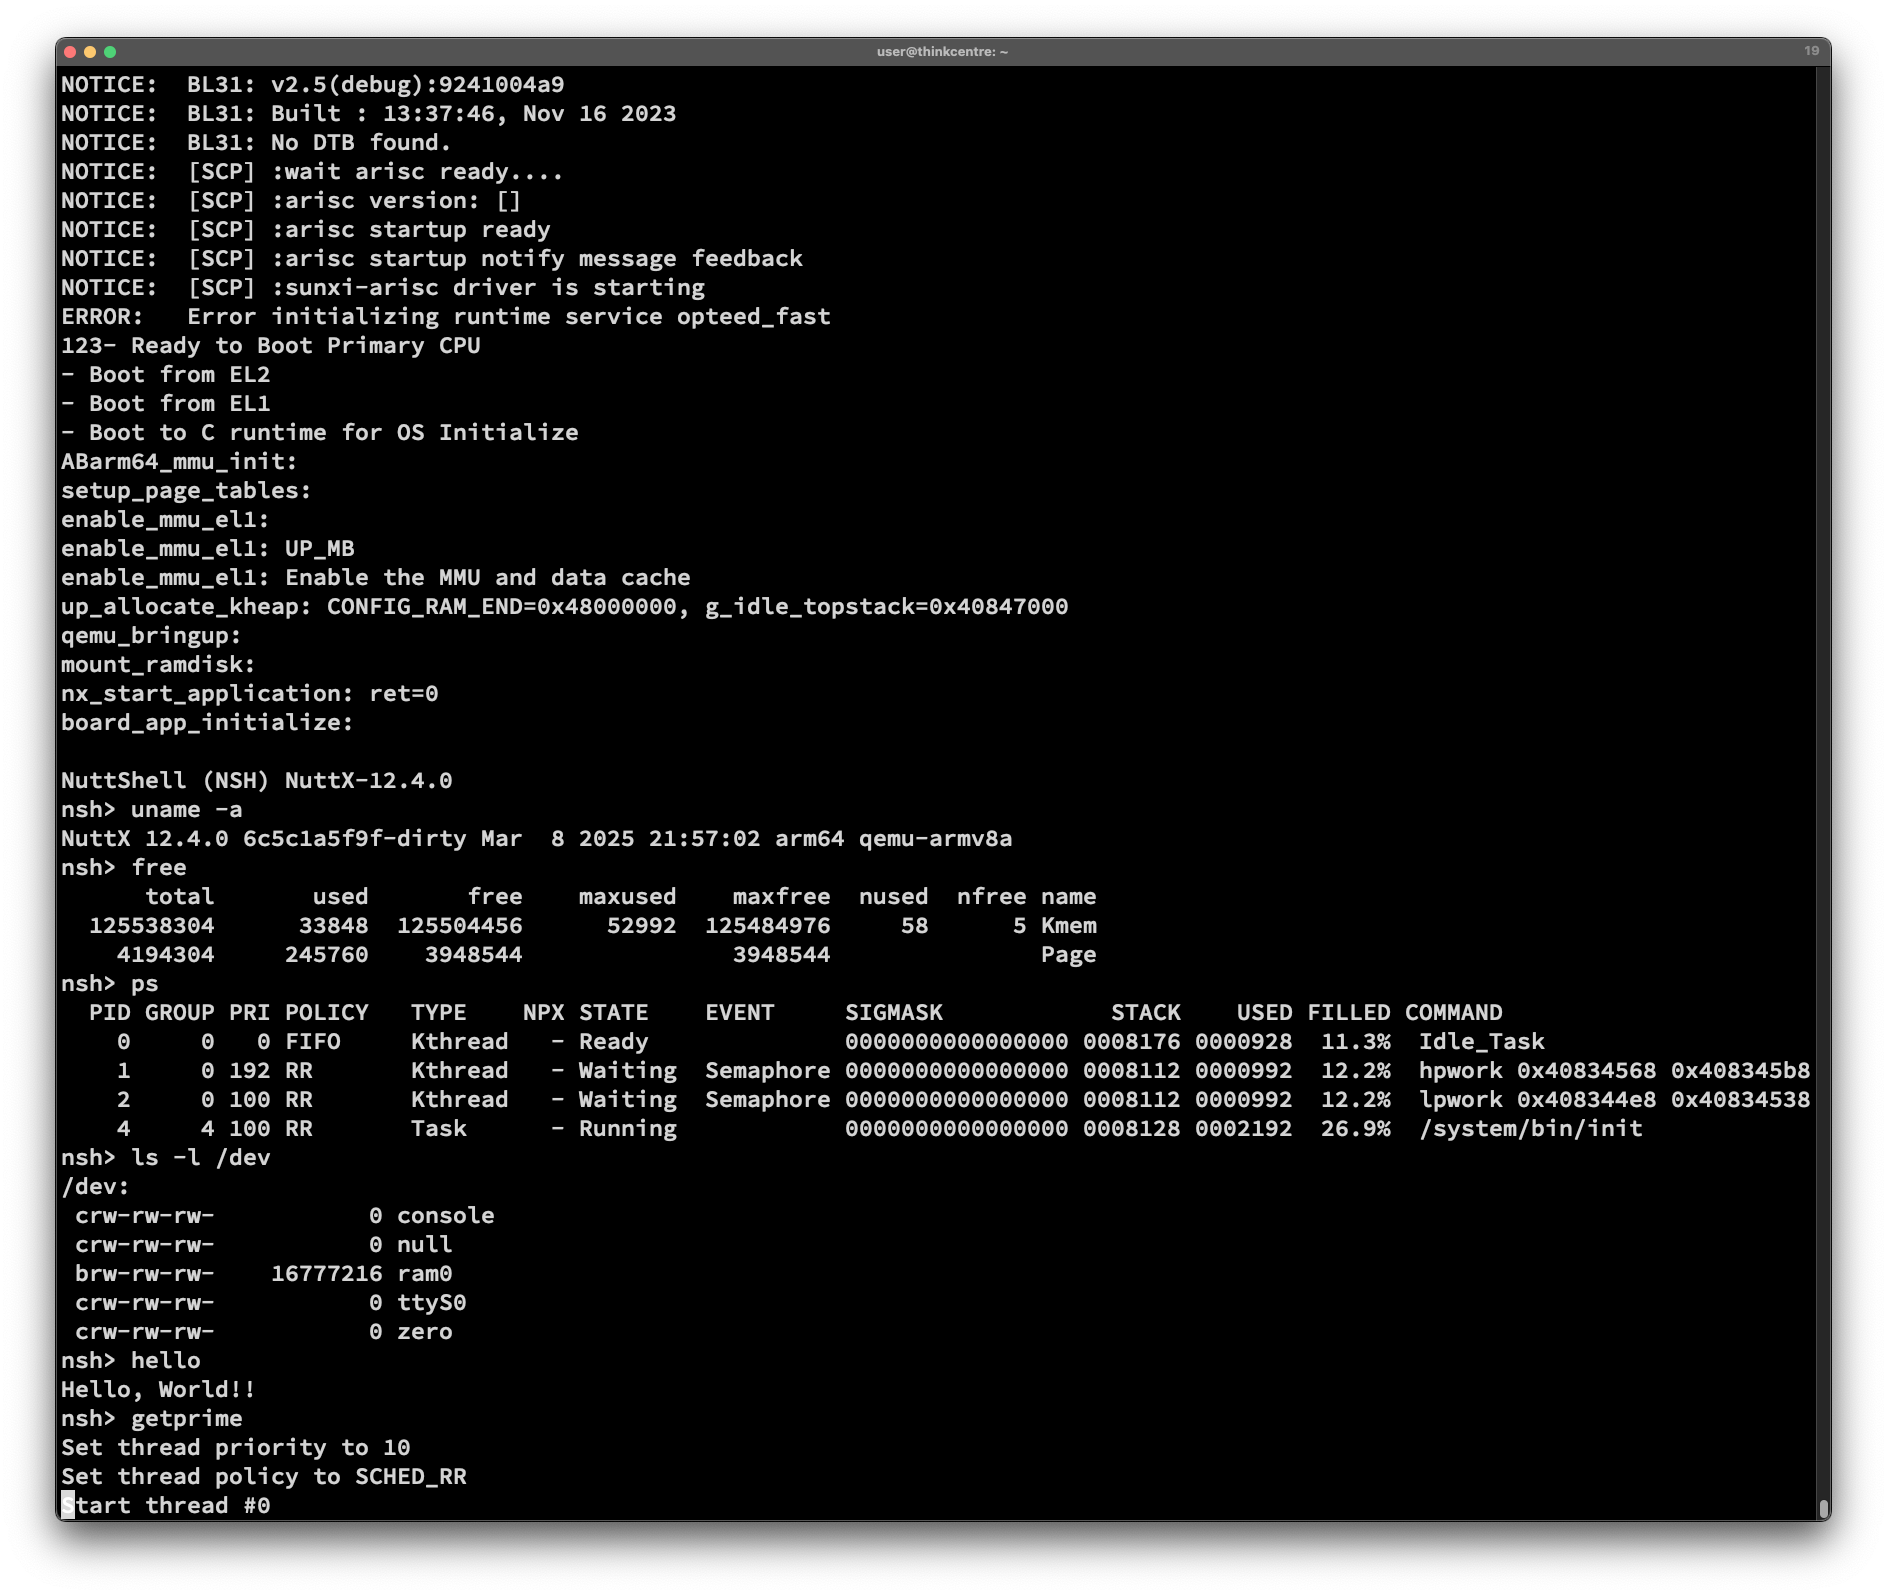 user@thinkcentre: ~ 19
NOTICE:  BL31: v2.5(debug):9241004a9
NOTICE:  BL31: Built : 13:37:46, Nov 16 2023
NOTICE:  BL31: No DTB found.
NOTICE:  [SCP] :wait arisc ready....
NOTICE:  [SCP] :arisc version: []
NOTICE:  [SCP] :arisc startup ready
NOTICE:  [SCP] :arisc startup notify message feedback
NOTICE:  [SCP] :sunxi-arisc driver is starting
ERROR:   Error initializing runtime service opteed_fast
123- Ready to Boot Primary CPU
- Boot from EL2
- Boot from EL1
- Boot to C runtime for OS Initialize
ABarm64_mmu_init:
setup_page_tables:
enable_mmu_el1:
enable_mmu_el1: UP_MB
enable_mmu_el1: Enable the MMU and data cache
up_allocate_kheap: CONFIG_RAM_END=0x48000000, g_idle_topstack=0x40847000
qemu_bringup:
mount_ramdisk:
nx_start_application: ret=0
board_app_initialize:

NuttShell (NSH) NuttX-12.4.0
nsh> uname -a
NuttX 12.4.0 6c5c1a5f9f-dirty Mar  8 2025 21:57:02 arm64 qemu-armv8a
nsh> free
      total       used       free    maxused    maxfree  nused  nfree name
  125538304      33848  125504456      52992  125484976     58      5 Kmem
    4194304     245760    3948544               3948544               Page
nsh> ps
  PID GROUP PRI POLICY   TYPE    NPX STATE    EVENT     SIGMASK            STACK    USED FILLED COMMAND
    0     0   0 FIFO     Kthread   - Ready              0000000000000000 0008176 0000928  11.3%  Idle_Task
    1     0 192 RR       Kthread   - Waiting  Semaphore 0000000000000000 0008112 0000992  12.2%  hpwork 0x40834568 0x408345b8
    2     0 100 RR       Kthread   - Waiting  Semaphore 0000000000000000 0008112 0000992  12.2%  lpwork 0x408344e8 0x40834538
    4     4 100 RR       Task      - Running            0000000000000000 0008128 0002192  26.9%  /system/bin/init
nsh> ls -l /dev
/dev:
 crw-rw-rw-           0 console
 crw-rw-rw-           0 null
 brw-rw-rw-    16777216 ram0
 crw-rw-rw-           0 ttyS0
 crw-rw-rw-           0 zero
nsh> hello
Hello, World!!
nsh> getprime
Set thread priority to 10
Set thread policy to SCHED_RR
Start thread #0